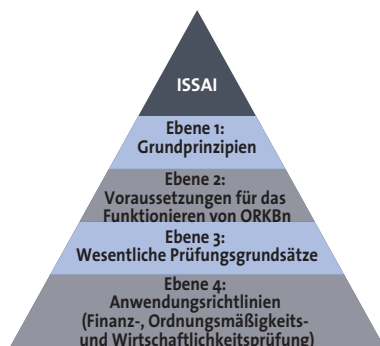 ISSAI
Ebene 1:
Grundprinzipien
Ebene 2:
Voraussetzungen für das
Funktionieren von ORKBn
Ebene 3:
Wesentliche Prüfungsgrundsätze
Ebene 4:
Anwendungsrichtlinien
(Finanz-, Ordnungsmäßigkeits-
und Wirtschaftlichkeitsprüfung)